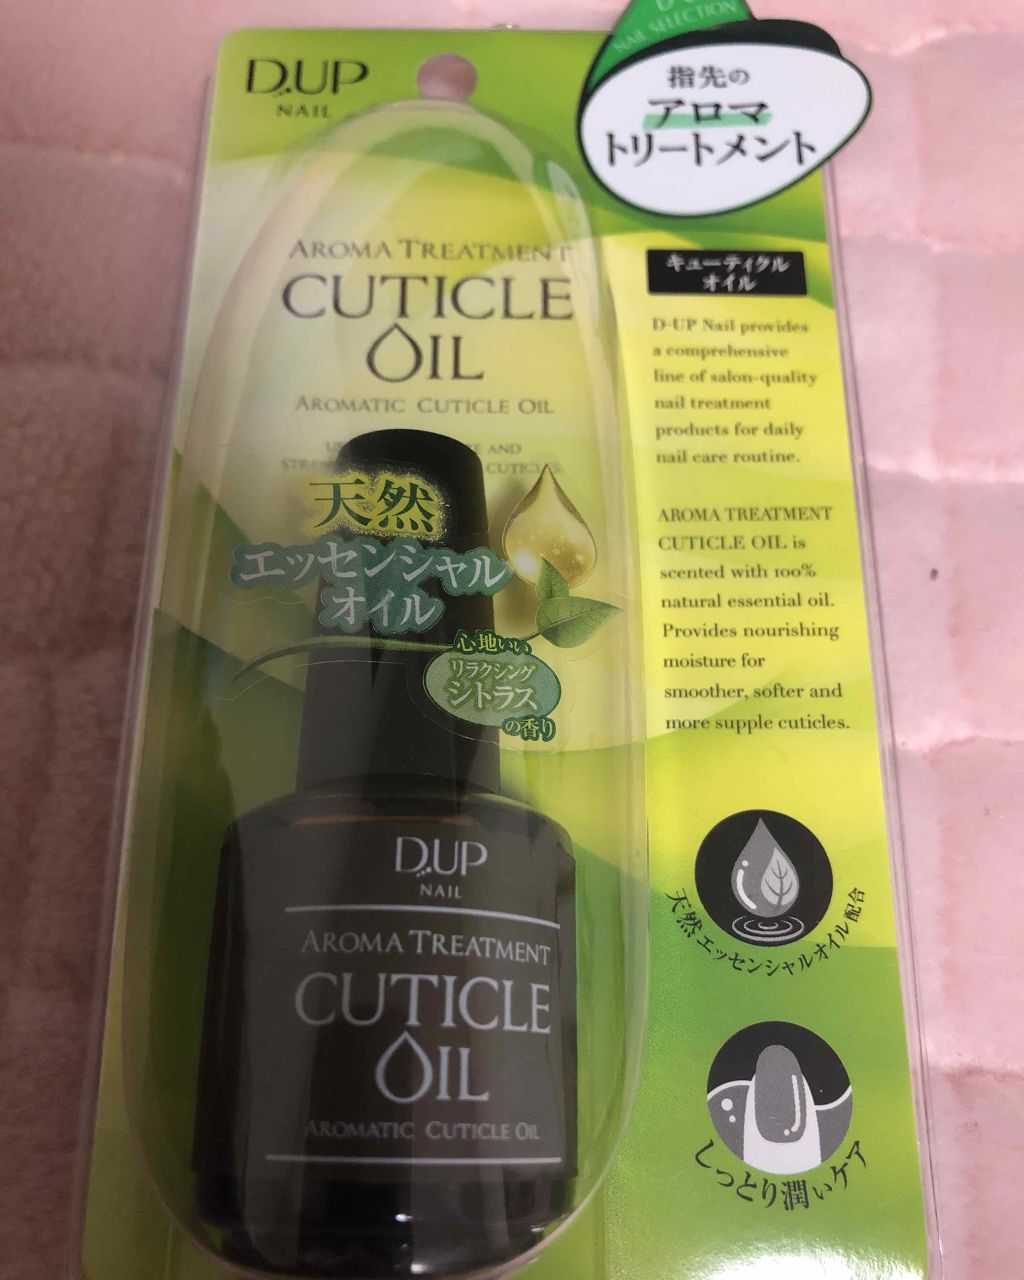 NAIL SELECTION
指先の
アロマ
トリートメント
D.UP
NAIL
AROMA TREATMENT
CUTICLE
OIL
AROMATIC CUTICLE OIL
AND
CUTICLES
天然
エッセンシャル
オイル
心地いい
リラクシング
シトラス
の香り
D.UP
NAIL
AROMA TREATMENT
CUTICLE
OIL
AROMATIC CUTICLE OIL
キューティクル
オイル
D-UP Nail provides
a comprehensive
line of salon-quality
nail treatment
products for daily
nail care routine.
AROMA TREATMENT
CUTICLE OIL is
scented with 100%
natural essential oil.
Provides nourishing
moisture for
smoother, softer and
more supple cuticles.
天然エッセンシャルオイル配合
しっとり潤いケア